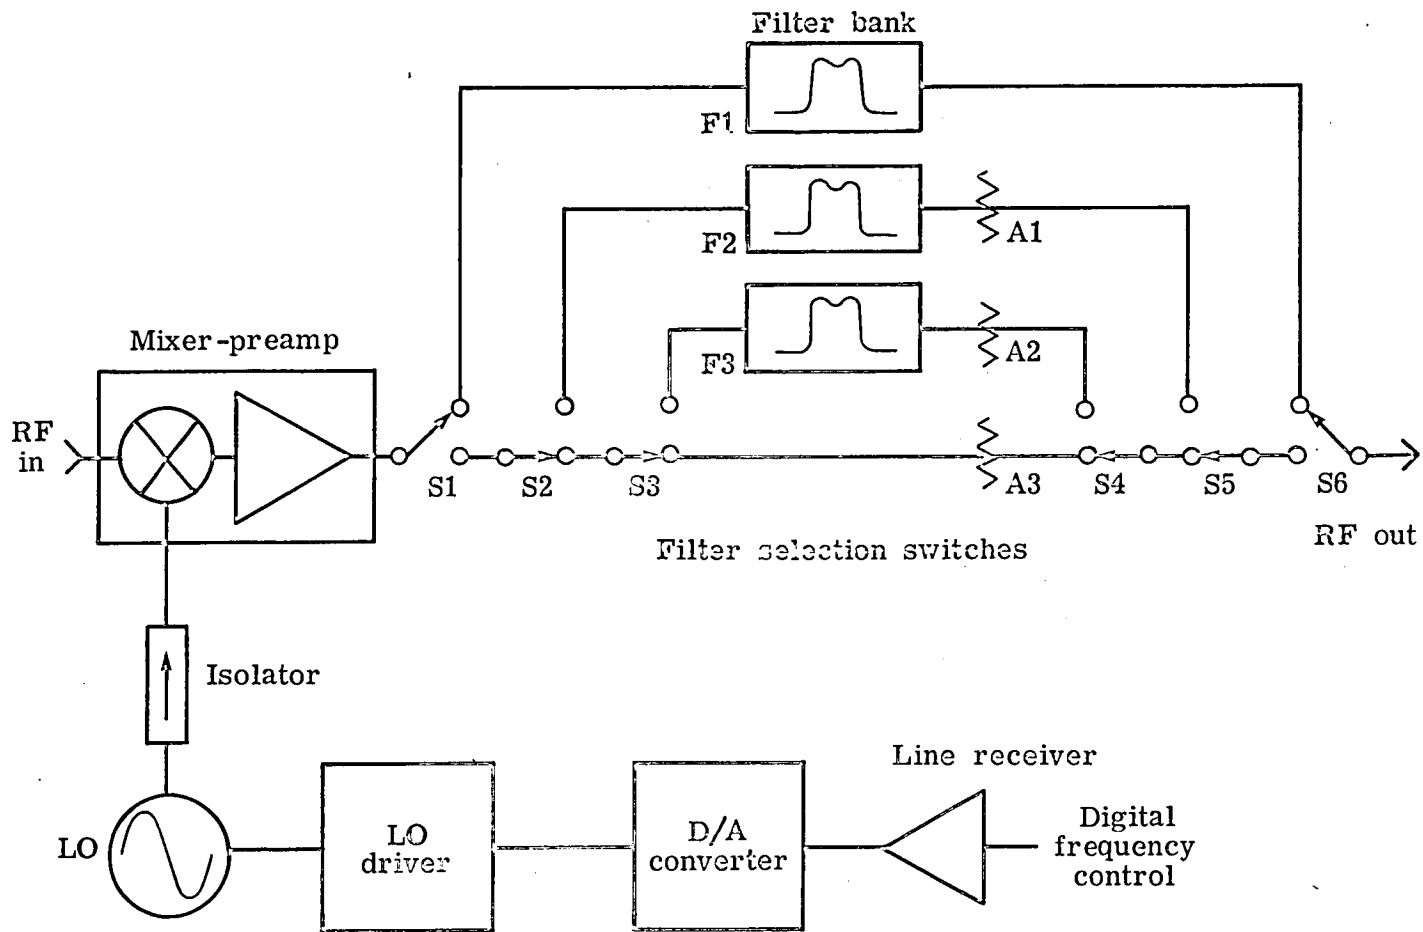 Filter bank
F1
F2
A1
F3
A2
Mixer-preamp
RF
in
S1
S2
S3
A3
S4
S5
S6
RF out
Filter selection switches
Isolator
Line receiver
LO
LO
driver
D/A
converter
Digital
frequency
control